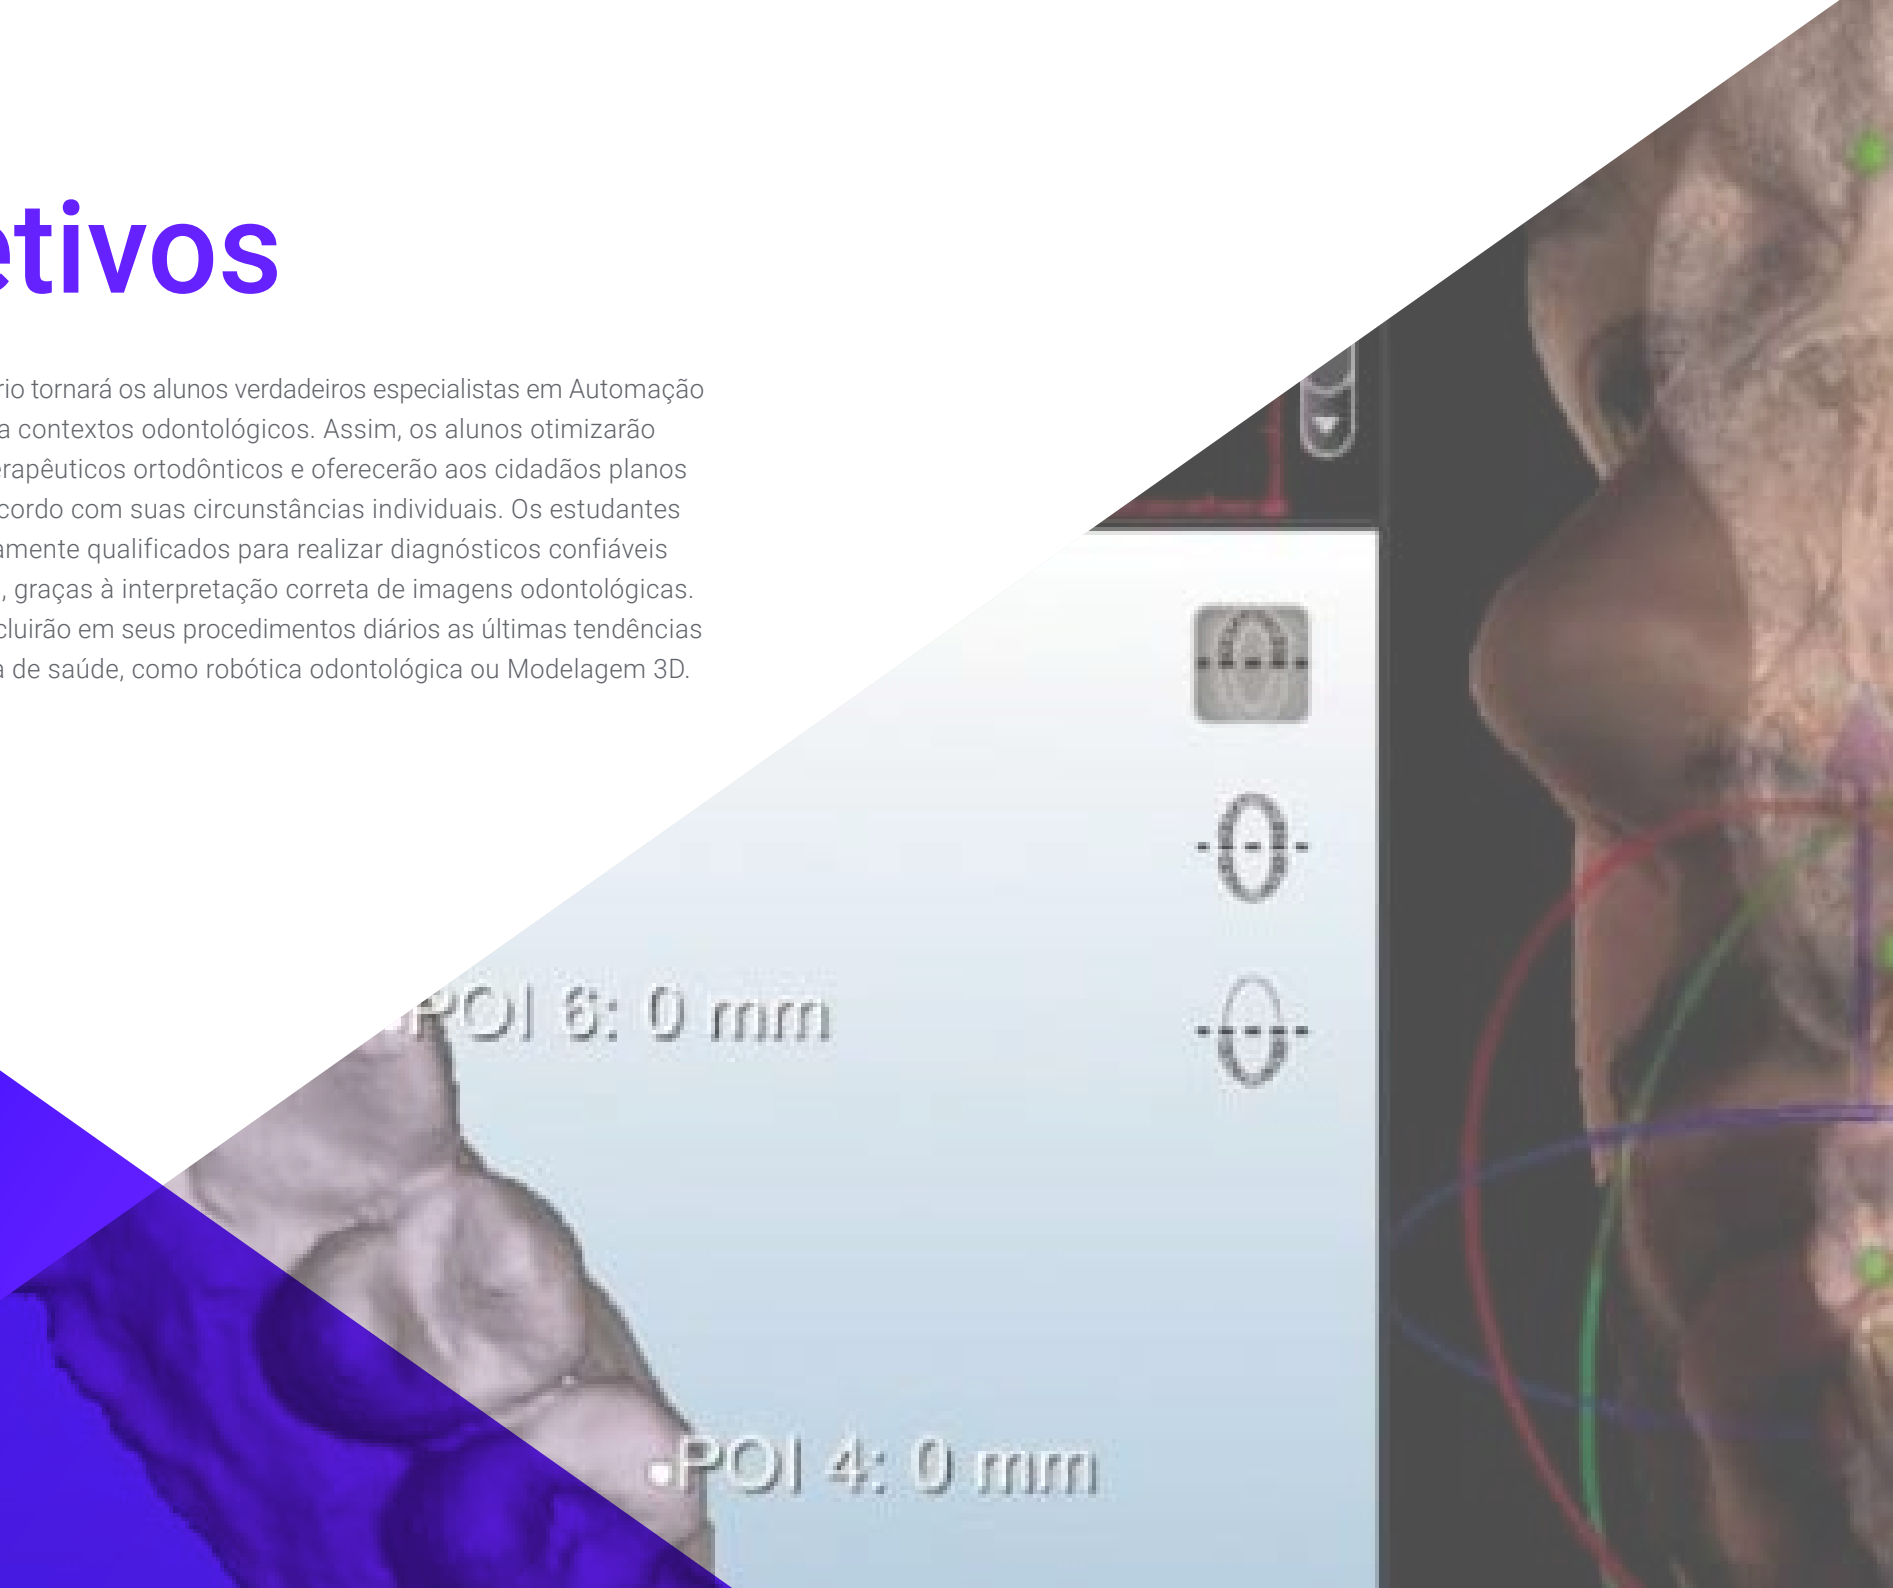 etivos
rio tornará os alunos verdadeiros especialistas em Automação
a contextos odontológicos. Assim, os alunos otimizarão
erapêuticos ortodônticos e oferecerão aos cidadãos planos
cordo com suas circunstâncias individuais. Os estudantes
amente qualificados para realizar diagnósticos confiáveis
, graças à interpretação correta de imagens odontológicas.
cluirão em seus procedimentos diários as últimas tendências
a de saúde, como robótica odontológica ou Modelagem 3D.
POI 6: 0 mm
POI 4: 0 mm